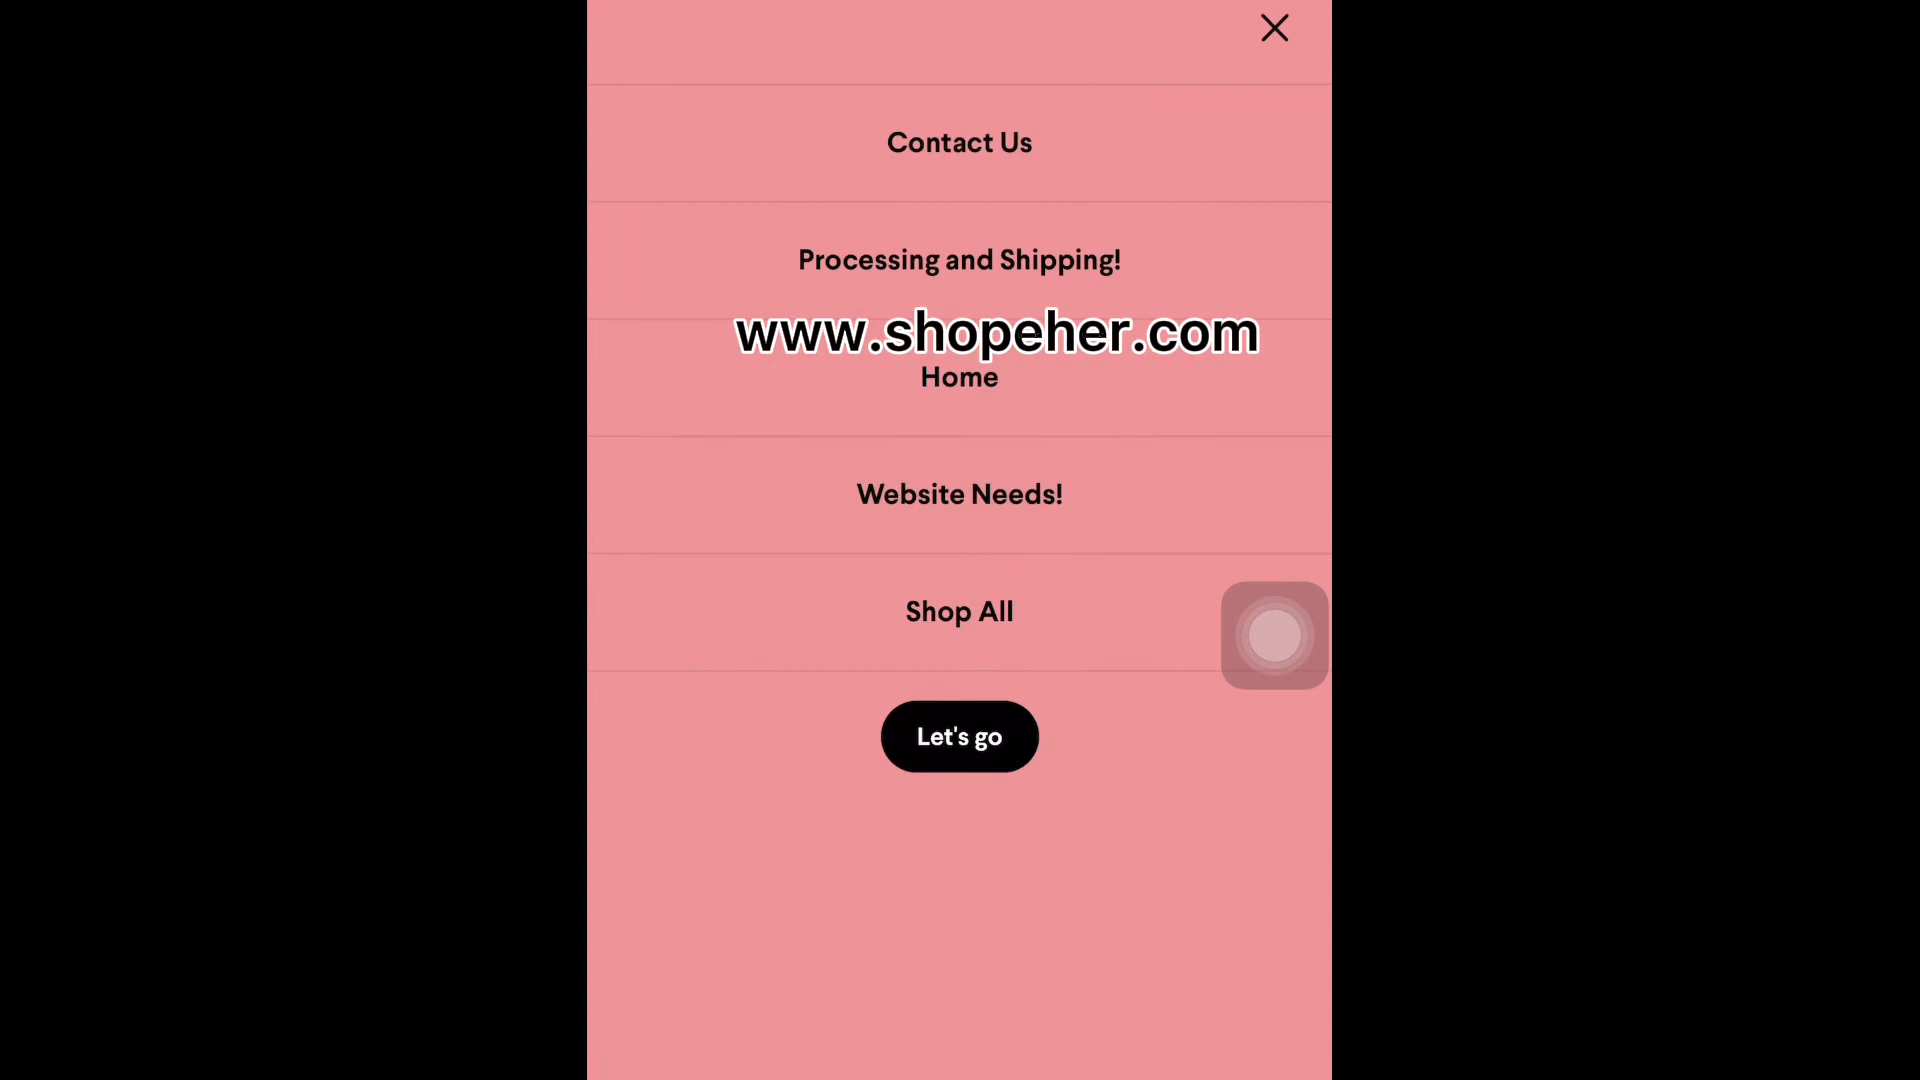 Contact Us
Processing and Shipping!
www.shopeher.com
Home
Website Needs!
Shop All
Let's go